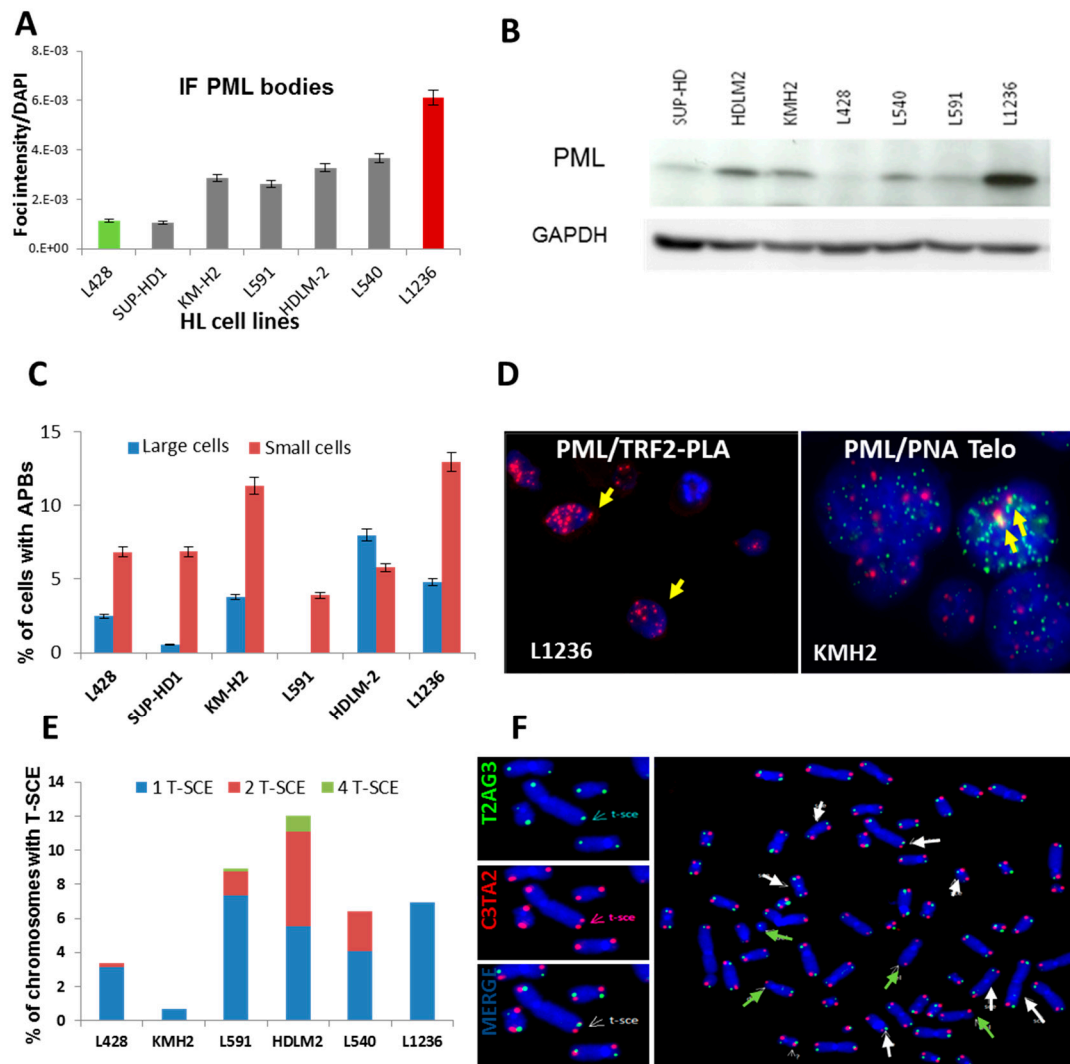 A
8.E-03
6.E-03
4.E-03
2.E-03
0.E+00
Foci intensity/DAPI
IF PML bodies
L428
SUP-HD1
KM-H2
L591
HDLM-2
L540
L1236
HL cell lines
B
SUP-HD
HDLM2
KMH2
L428
L540
L591
L1236
PML
GAPDH
C
15
10
5
0
% of cells with APBs
Large cells
Small cells
L428
SUP-HD1
KM-H2
L591
HDLM-2
L1236
D
PML/TRF2-PLA
L1236
PML/PNA Telo
KMH2
E
14
12
10
8
6
4
2
0
% of chromosomes with T-SCE
1 T-SCE
2 T-SCE
4 T-SCE
L428
KMH2
L591
HDLM2
L540
L1236
F
T2AG3
t-sce
C3TA2
t-sce
MERGE
t-sce